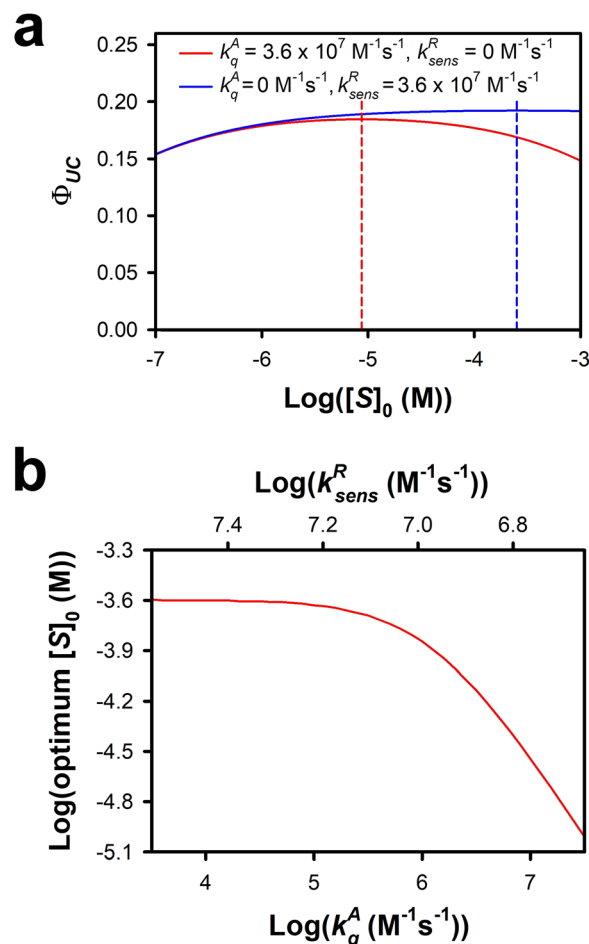 a
k_q^A = 3.6 x 10^7 M^-1s^-1, k_sens^R = 0 M^-1s^-1
k_q^A=0 M^-1s^-1, k_sens^R = 3.6 x 10^7 M^-1s^-1
0.25
0.20
0.15
0.10
0.05
0.00
Φ_UC
-7 -6 -5 -4 -3
Log([S]_0 (M))
b
Log(k_sens^R (M^-1s^-1))
7.4 7.2 7.0 6.8
-3.3
-3.6
-3.9
-4.2
-4.5
-4.8
-5.1
Log(optimum [S]_0 (M))
4 5 6 7
Log(k_q^A (M^-1s^-1))